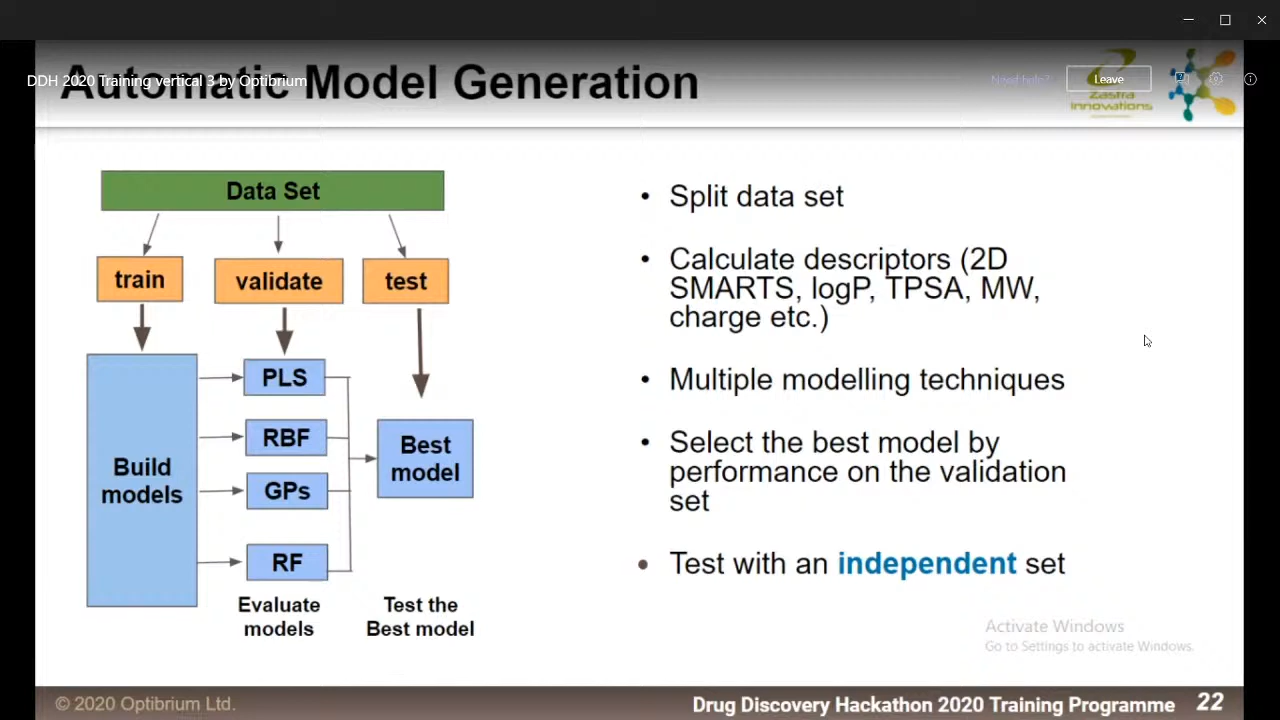 Automatic Model Generation
DDH 2020 Training vertical 3 by Optibrium
Need help?
Leave
Zastra
Innovations
Data Set
train
validate
test
Build
models
PLS
RBF
GPs
RF
Best
model
Evaluate
models
Test the
Best model
• Split data set
• Calculate descriptors (2D
SMARTS, logP, TPSA, MW,
charge etc.)
• Multiple modelling techniques
• Select the best model by
performance on the validation
set
• Test with an independent set
Activate Windows
Go to Settings to activate Windows.
© 2020 Optibrium Ltd.
Drug Discovery Hackathon 2020 Training Programme 22